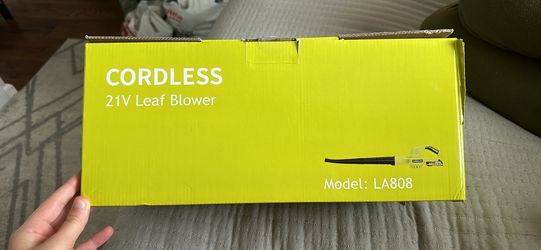 CORDLESS
21V Leaf Blower
Model: LA808